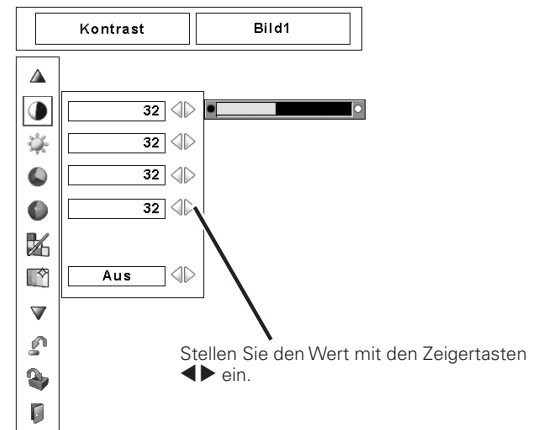 Kontrast Bild1
32
32
32
32
Aus
Stellen Sie den Wert mit den Zeigertasten
◀▶ ein.